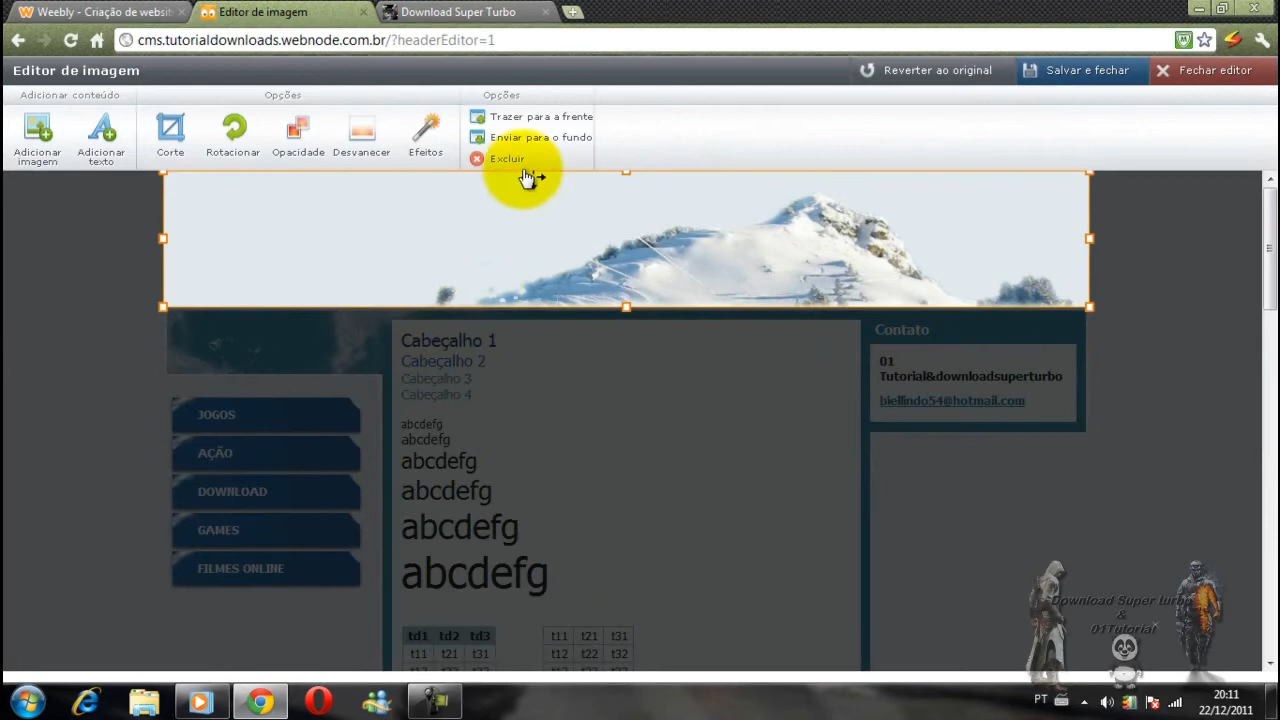 Weebly - Criação de websit
Editor de imagem
Download Super Turbo
cms.tutorialdownloads.webnode.com.br/?headerEditor=1
Editor de imagem
Reverter ao original
Salvar e fechar
Fechar editor
Adicionar conteúdo
Opções
Opções
Adicionar imagem
Adicionar texto
Corte
Rotacionar
Opacidade
Desvanecer
Efeitos
Trazer para a frente
Enviar para o fundo
Excluir
Cabeçalho 1
Cabeçalho 2
Cabeçalho 3
Cabeçalho 4
abcdefg
abcdefg
abcdefg
abcdefg
abcdefg
abcdefg
Contato
01
Tutorial&downloadsuperturbo
biellindo54@hotmail.com
JOGOS
AÇÃO
DOWNLOAD
GAMES
FILMES ONLINE
td1 td2 td3
t11 t21 t31
t11 t21 t31
t12 t22 t32
Download Super turbo
&
01Tutorial
PT
20:11
22/12/2011